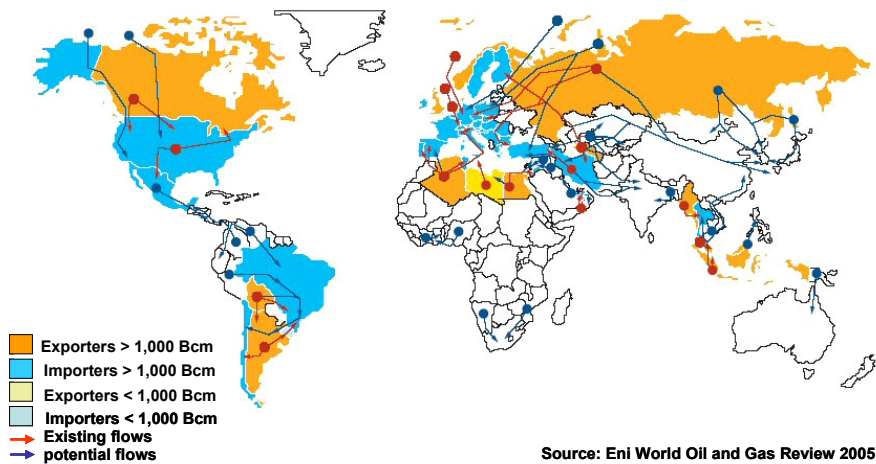 Exporters > 1,000 Bcm
Importers > 1,000 Bcm
Exporters < 1,000 Bcm
Importers < 1,000 Bcm
Existing flows
potential flows
Source: Eni World Oil and Gas Review 2005